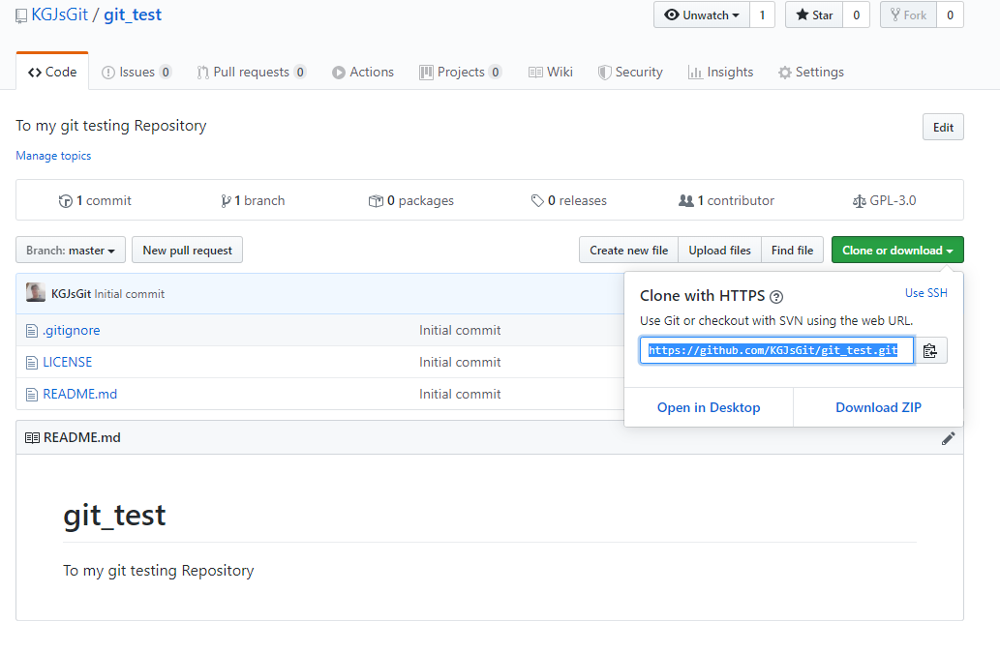 KGJsGit / git_test Unwatch 1 Star 0 Fork 0
Code Issues 0 Pull requests 0 Actions Projects 0 Wiki Security Insights Settings
To my git testing Repository Edit
Manage topics
1 commit 1 branch 0 packages 0 releases 1 contributor GPL-3.0
Branch: master New pull request Create new file Upload files Find file Clone or download
KGJsGit Initial commit
.gitignore Initial commit
LICENSE Initial commit
README.md Initial commit
Clone with HTTPS ? Use SSH
Use Git or checkout with SVN using the web URL.
https://github.com/KGJsGit/git_test.git
Open in Desktop Download ZIP
README.md
git_test
To my git testing Repository